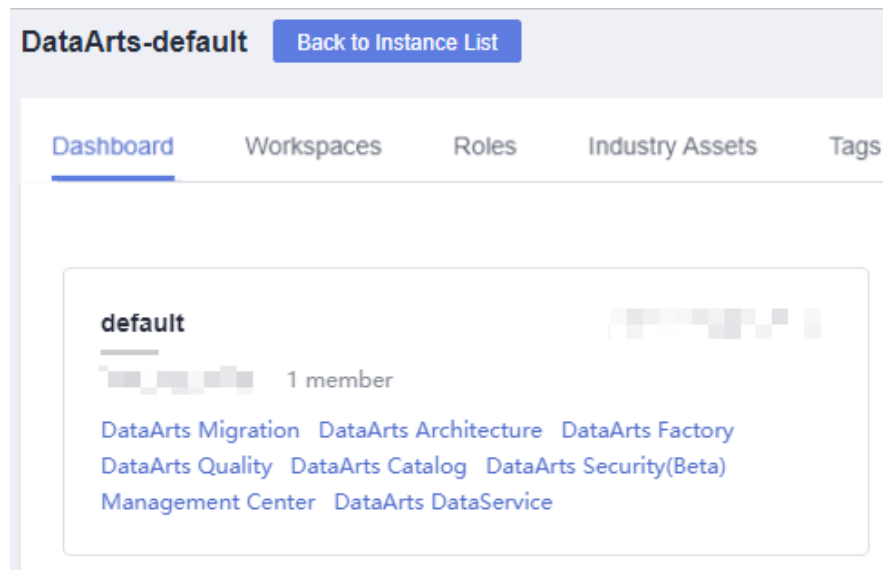 DataArts-default Back to Instance List
Dashboard Workspaces Roles Industry Assets Tags
default
1 member
DataArts Migration DataArts Architecture DataArts Factory
DataArts Quality DataArts Catalog DataArts Security(Beta)
Management Center DataArts DataService